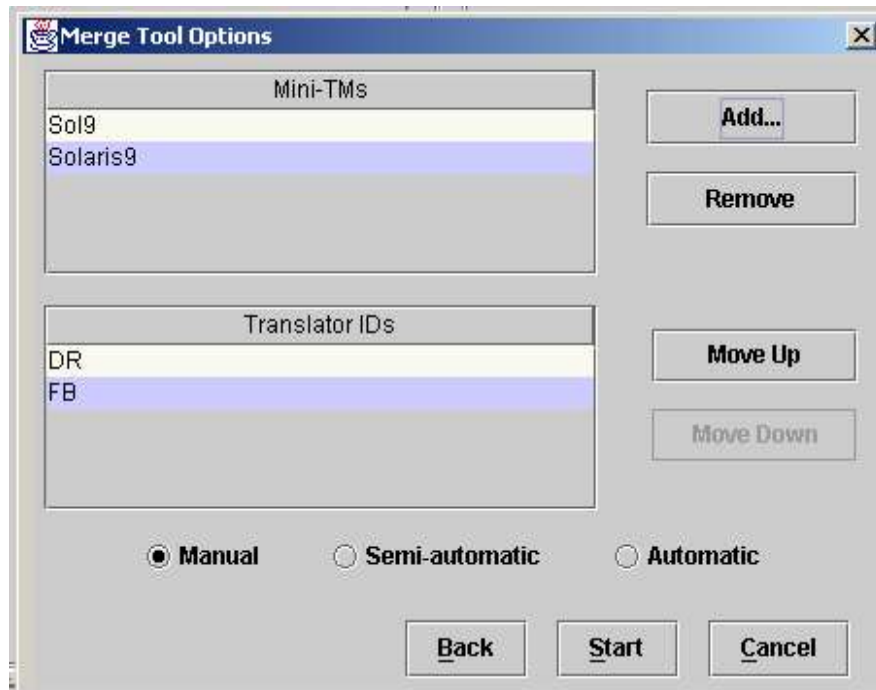 Merge Tool Options
Mini-TMs
Sol9
Solaris9
Add...
Remove
Translator IDs
DR
FB
Move Up
Move Down
Manual Semi-automatic Automatic
Back Start Cancel